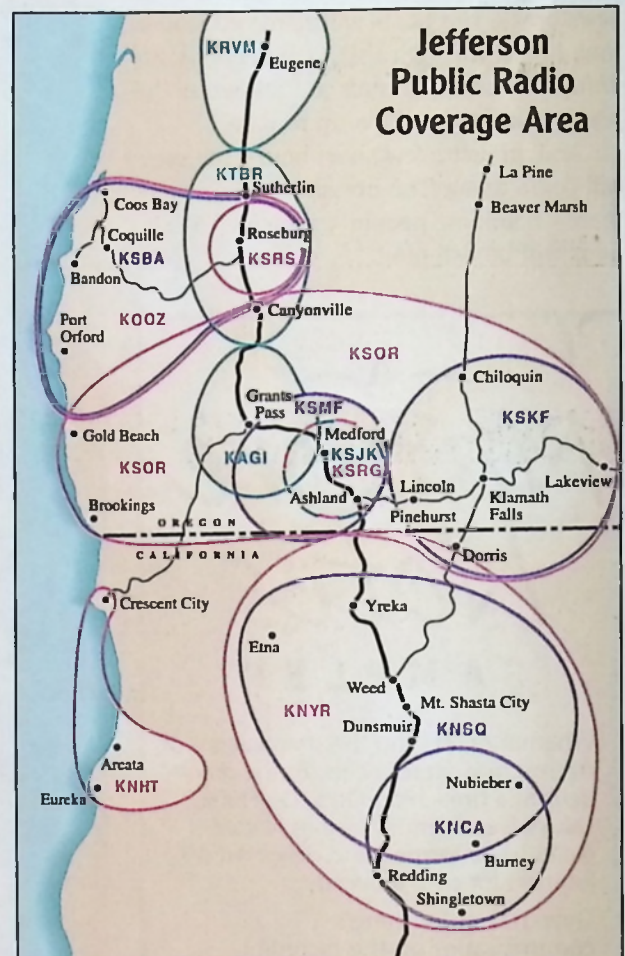 Jefferson
Public Radio
Coverage Area
KRVM
Eugene
KTBR
Sutherlin
La Pine
Beaver Marsh
Coos Bay
Coquille
KSBA
Bandon
Roseburg
KSRS
KOOZ
Port
Orford
Canyonville
KSOR
Chiloquin
Grants
Pass
KSMF
KSKF
Gold Beach
KSOR
KAGI
Medford
KSJK
KSRG
Lakeview
Ashland
Lincoln
Pinehurst
Klamath
Falls
Brookings
OREGON
CALIFORNIA
Dorris
Crescent City
Yreka
Etna
Weed
KNYR
Mt. Shasta City
Dunsmuir
KNSQ
Arcata
KNHT
Eureka
Nubieber
KNCA
Burney
Redding
Shingletown